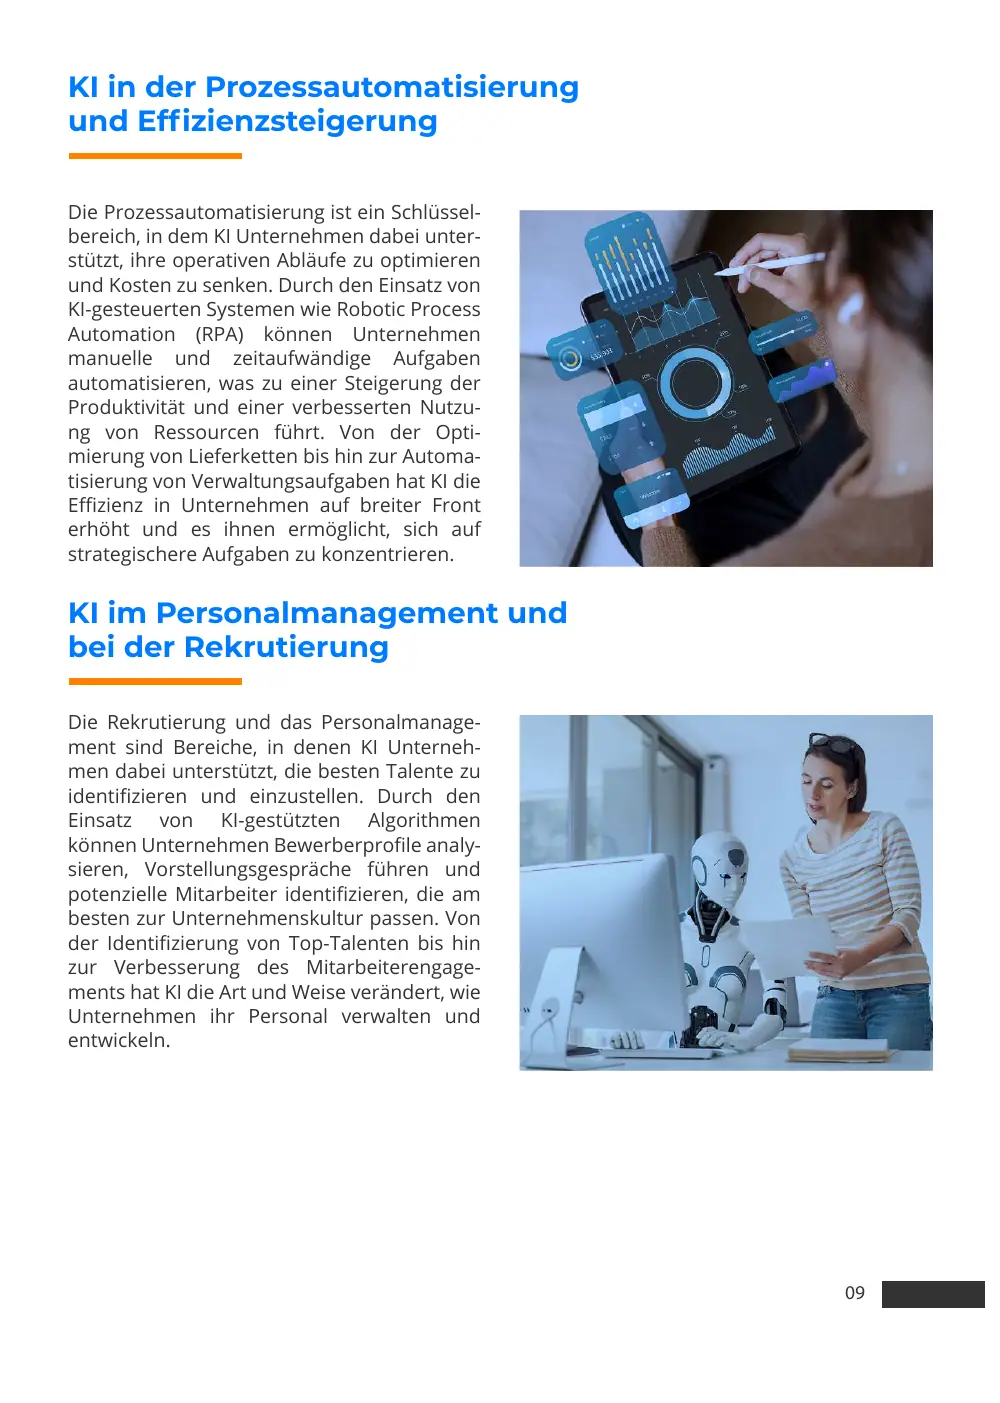 KI in der Prozessautomatisierung
und Effizienzsteigerung
Die Prozessautomatisierung ist ein Schlüssel-
bereich, in dem KI Unternehmen dabei unter-
stützt, ihre operativen Abläufe zu optimieren
und Kosten zu senken. Durch den Einsatz von
KI-gesteuerten Systemen wie Robotic Process
Automation (RPA) können Unternehmen
manuelle und zeitaufwändige Aufgaben
automatisieren, was zu einer Steigerung der
Produktivität und einer verbesserten Nutzu-
ng von Ressourcen führt. Von der Opti-
mierung von Lieferketten bis hin zur Automa-
tisierung von Verwaltungsaufgaben hat KI die
Effizienz in Unternehmen auf breiter Front
erhöht und es ihnen ermöglicht, sich auf
strategischere Aufgaben zu konzentrieren.
Welcome
KI im Personalmanagement und
bei der Rekrutierung
Die Rekrutierung und das Personalmanage-
ment sind Bereiche, in denen KI Unterneh-
men dabei unterstützt, die besten Talente zu
identifizieren und einzustellen. Durch den
Einsatz von KI-gestützten Algorithmen
können Unternehmen Bewerberprofile analy-
sieren, Vorstellungsgespräche führen und
potenzielle Mitarbeiter identifizieren, die am
besten zur Unternehmenskultur passen. Von
der Identifizierung von Top-Talenten bis hin
zur Verbesserung des Mitarbeiterengage-
ments hat KI die Art und Weise verändert, wie
Unternehmen ihr Personal verwalten und
entwickeln.
09